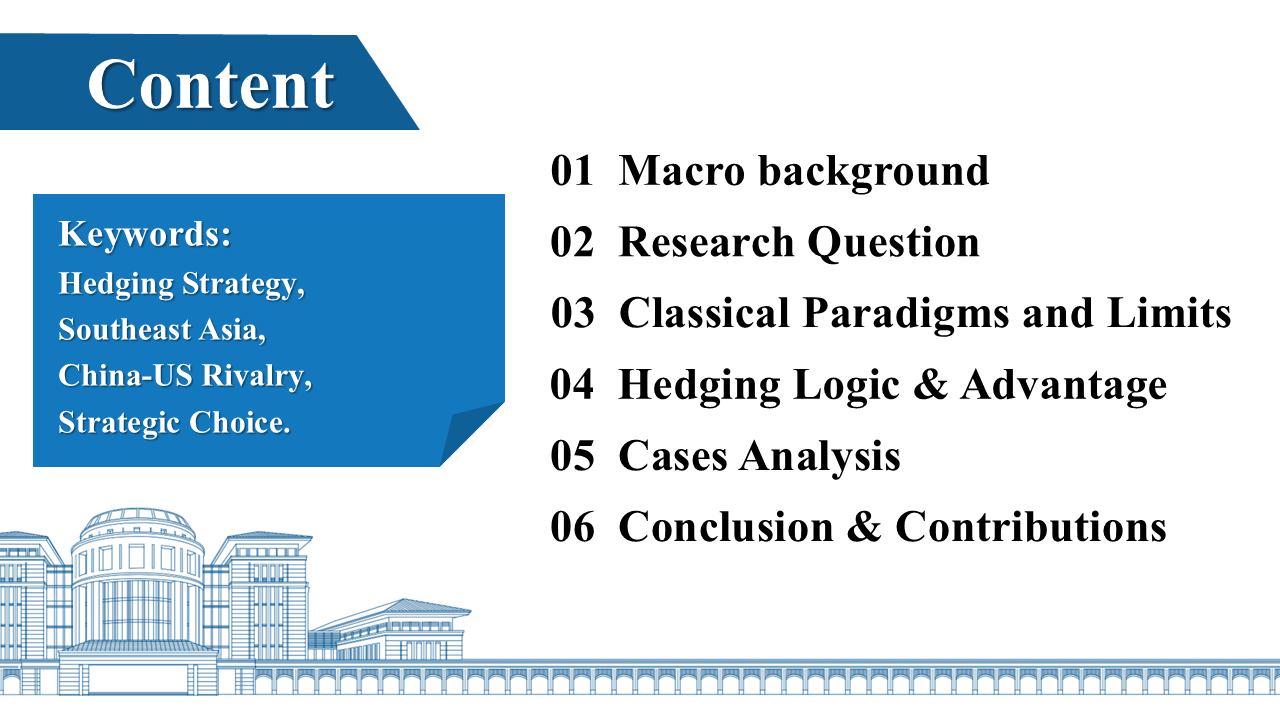 Content
Keywords:
Hedging Strategy,
Southeast Asia,
China-US Rivalry,
Strategic Choice.
01 Macro background
02 Research Question
03 Classical Paradigms and Limits
04 Hedging Logic & Advantage
05 Cases Analysis
06 Conclusion & Contributions